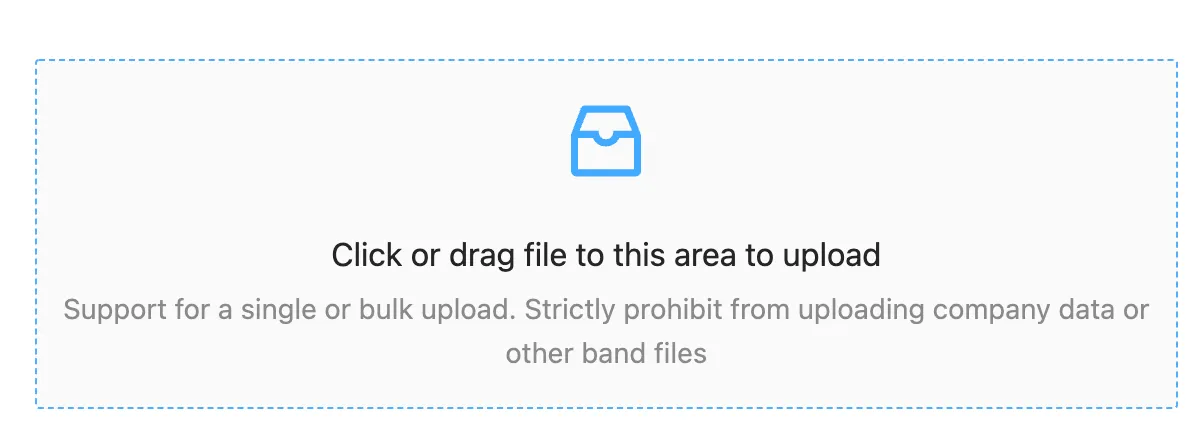 Click or drag file to this area to upload
Support for a single or bulk upload. Strictly prohibit from uploading company data or
other band files